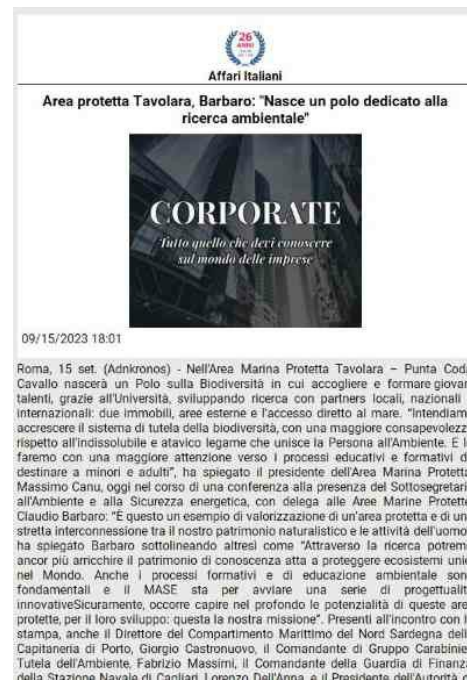 26
ANNI
Affari Italiani
Area protetta Tavolara, Barbaro: "Nasce un polo dedicato alla
ricerca ambientale"
CORPORATE
Tutto quello che devi conoscere
sul mondo delle imprese
09/15/2023 18:01
Roma, 15 set. (Adnkronos) - Nell'Area Marina Protetta Tavolara – Punta Coda
Cavallo nascerà un Polo sulla Biodiversità in cui accogliere e formare giovan
talenti, grazie all'Università, sviluppando ricerca con partners locali, nazionali
internazionali: due immobili, aree esterne e l'accesso diretto al mare. "Intendiam
accrescere il sistema di tutela della biodiversità, con una maggiore consapevolezz
rispetto all'indissolubile e atavico legame che unisce la Persona all'Ambiente. E l
faremo con una maggiore attenzione verso i processi educativi e formativi d
destinare a minori e adulti", ha spiegato il presidente dell'Area Marina Protetta
Massimo Canu, oggi nel corso di una conferenza alla presenza del Sottosegretari
all'Ambiente e alla Sicurezza energetica, con delega alle Aree Marine Protette
Claudio Barbaro: "È questo un esempio di valorizzazione di un'area protetta e di un
stretta interconnessione tra il nostro patrimonio naturalistico e le attività dell'uomo
ha spiegato Barbaro sottolineando altresì come "Attraverso la ricerca potrem
ancor più arricchire il patrimonio di conoscenza atta a proteggere ecosistemi unic
nel Mondo. Anche i processi formativi e di educazione ambientale son
fondamentali e il MASE sta per avviare una serie di progettualit
innovativeSicuramente, occorre capire nel profondo le potenzialità di queste are
protette, per il loro sviluppo: questa la nostra missione". Presenti all'incontro con l
stampa, anche il Direttore del Compartimento Marittimo del Nord Sardegna dell
Capitaneria di Porto, Giorgio Castronuovo, il Comandante di Gruppo Carabinier
Tutela dell'Ambiente, Fabrizio Massimi, il Comandante della Guardia di Finanz
della Stazione Navale di Cagliari, Lorenzo Dell'Anna, e il Presidente dell'Autorità d